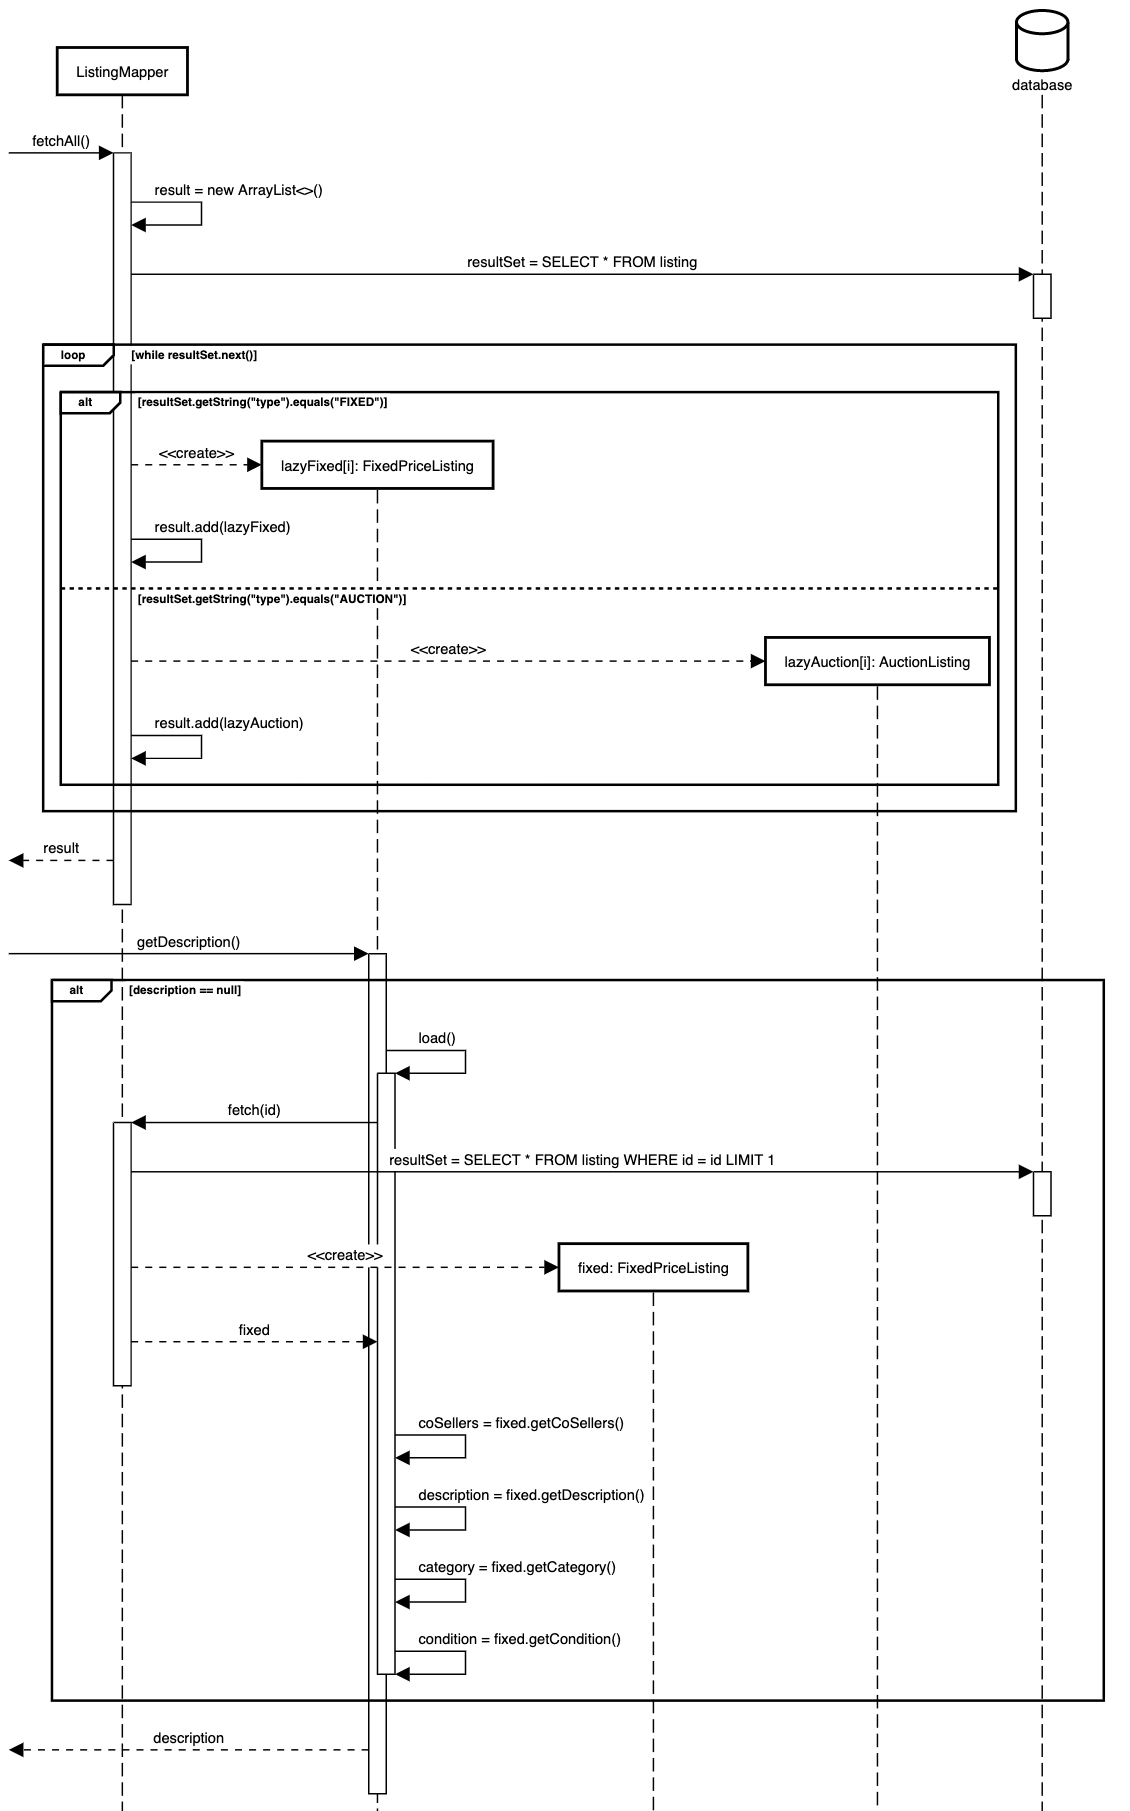 database
ListingMapper
fetchAll()
result = new ArrayList<>()
resultSet = SELECT * FROM listing
loop [while resultSet.next()]
alt [resultSet.getString("type").equals("FIXED")]
<<create>>
lazyFixed[i]: FixedPriceListing
result.add(lazyFixed)
[resultSet.getString("type").equals("AUCTION")]
<<create>>
lazyAuction[i]: AuctionListing
result.add(lazyAuction)
result
getDescription()
alt [description == null]
load()
fetch(id)
resultSet = SELECT * FROM listing WHERE id = id LIMIT 1
<<create>>
fixed: FixedPriceListing
fixed
coSellers = fixed.getCoSellers()
description = fixed.getDescription()
category = fixed.getCategory()
condition = fixed.getCondition()
description